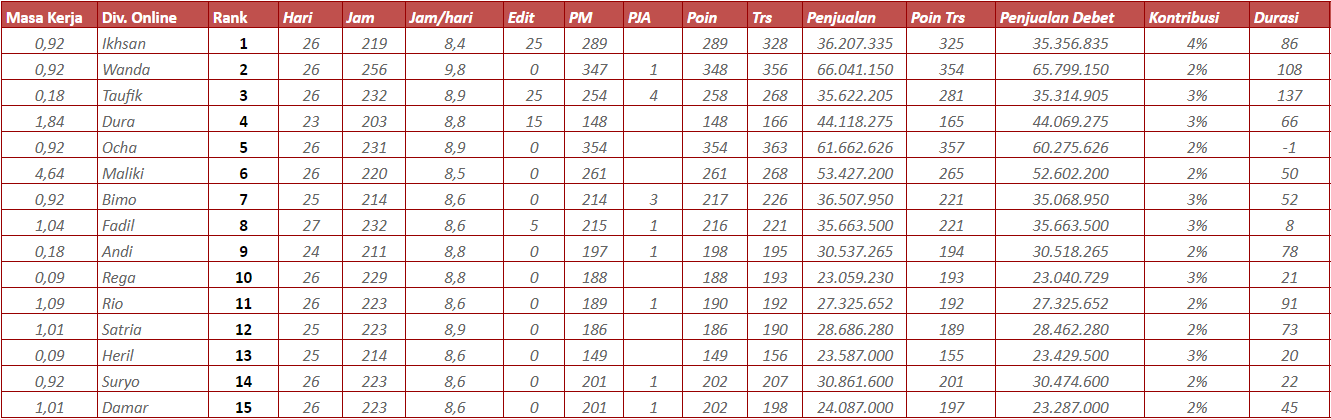 Masa Kerja Div. Online Rank Hari Jam Jam/hari Edit PM PJA Poin Trs Penjualan Poin Trs Penjualan Debet Kontribusi Durasi
0,92 Ikhsan 1 26 219 8,4 25 289 289 328 36.207.335 325 35.356.835 4% 86
0,92 Wanda 2 26 256 9,8 0 347 1 348 356 66.041.150 354 65.799.150 2% 108
0,18 Taufik 3 26 232 8,9 25 254 4 258 268 35.622.205 281 35.314.905 3% 137
1,84 Dura 4 23 203 8,8 15 148 148 166 44.118.275 165 44.069.275 3% 66
0,92 Ocha 5 26 231 8,9 0 354 354 363 61.662.626 357 60.275.626 2% -1
4,64 Maliki 6 26 220 8,5 0 261 261 268 53.427.200 265 52.602.200 2% 50
0,92 Bimo 7 25 214 8,6 0 214 3 217 226 36.507.950 221 35.068.950 3% 52
1,04 Fadil 8 27 232 8,6 5 215 1 216 221 35.663.500 221 35.663.500 3% 8
0,18 Andi 9 24 211 8,8 0 197 1 198 195 30.537.265 194 30.518.265 2% 78
0,09 Rega 10 26 229 8,8 0 188 188 193 23.059.230 193 23.040.729 3% 21
1,09 Rio 11 26 223 8,6 0 189 1 190 192 27.325.652 192 27.325.652 2% 91
1,01 Satria 12 25 223 8,9 0 186 186 190 28.686.280 189 28.462.280 2% 73
0,09 Heril 13 25 214 8,6 0 149 149 156 23.587.000 155 23.429.500 3% 20
0,92 Suryo 14 26 223 8,6 0 201 1 202 207 30.861.600 201 30.474.600 2% 22
1,01 Damar 15 26 223 8,6 0 201 1 202 198 24.087.000 197 23.287.000 2% 45